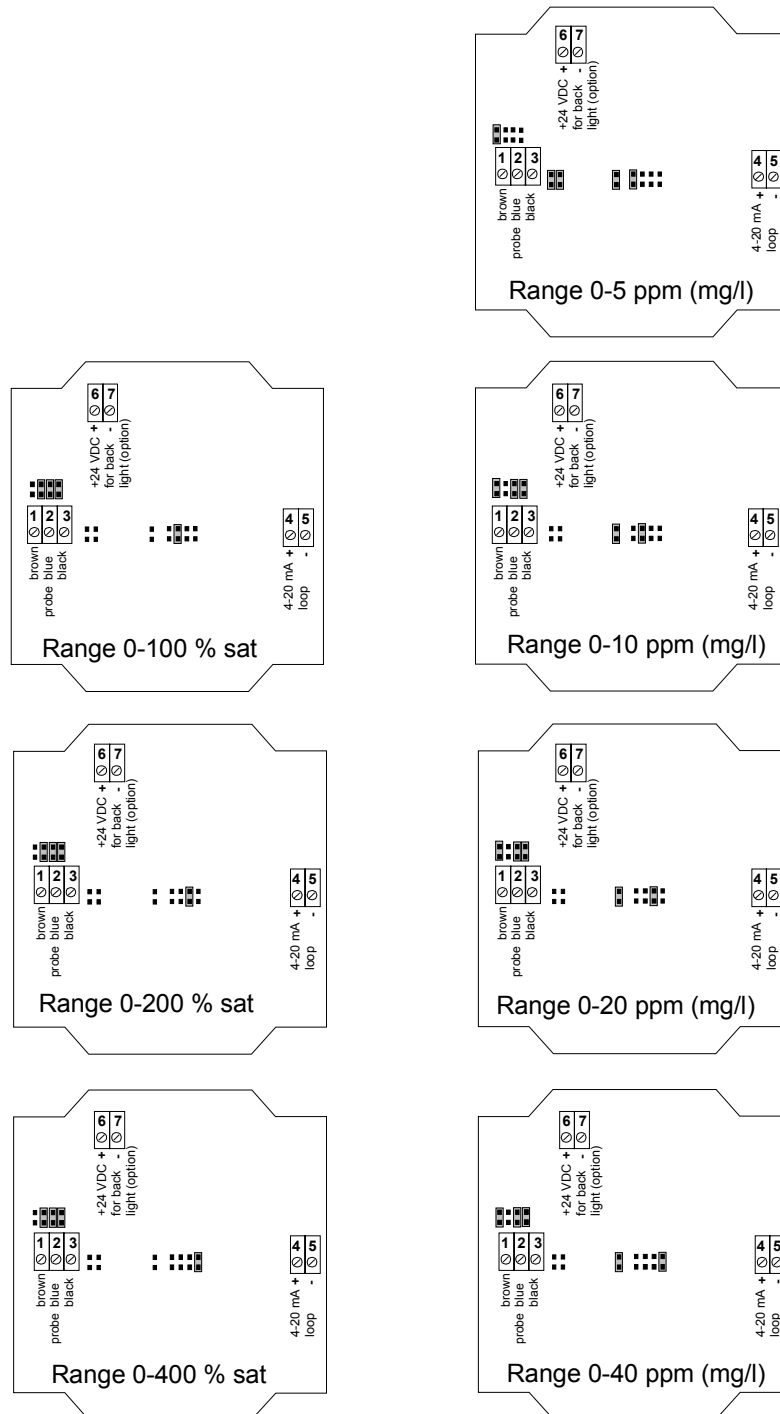 6 7
+24 VDC + -
for back
light (option)
1 2 3
brown
probe blue
black
4 5
4-20 mA + -
loop
Range 0-5 ppm (mg/l)
6 7
+24 VDC + -
for back
light (option)
1 2 3
brown
probe blue
black
4 5
4-20 mA + -
loop
Range 0-100 % sat
6 7
+24 VDC + -
for back
light (option)
1 2 3
brown
probe blue
black
4 5
4-20 mA + -
loop
Range 0-10 ppm (mg/l)
6 7
+24 VDC + -
for back
light (option)
1 2 3
brown
probe blue
black
4 5
4-20 mA + -
loop
Range 0-200 % sat
6 7
+24 VDC + -
for back
light (option)
1 2 3
brown
probe blue
black
4 5
4-20 mA + -
loop
Range 0-20 ppm (mg/l)
6 7
+24 VDC + -
for back
light (option)
1 2 3
brown
probe blue
black
4 5
4-20 mA + -
loop
Range 0-400 % sat
6 7
+24 VDC + -
for back
light (option)
1 2 3
brown
probe blue
black
4 5
4-20 mA + -
loop
Range 0-40 ppm (mg/l)